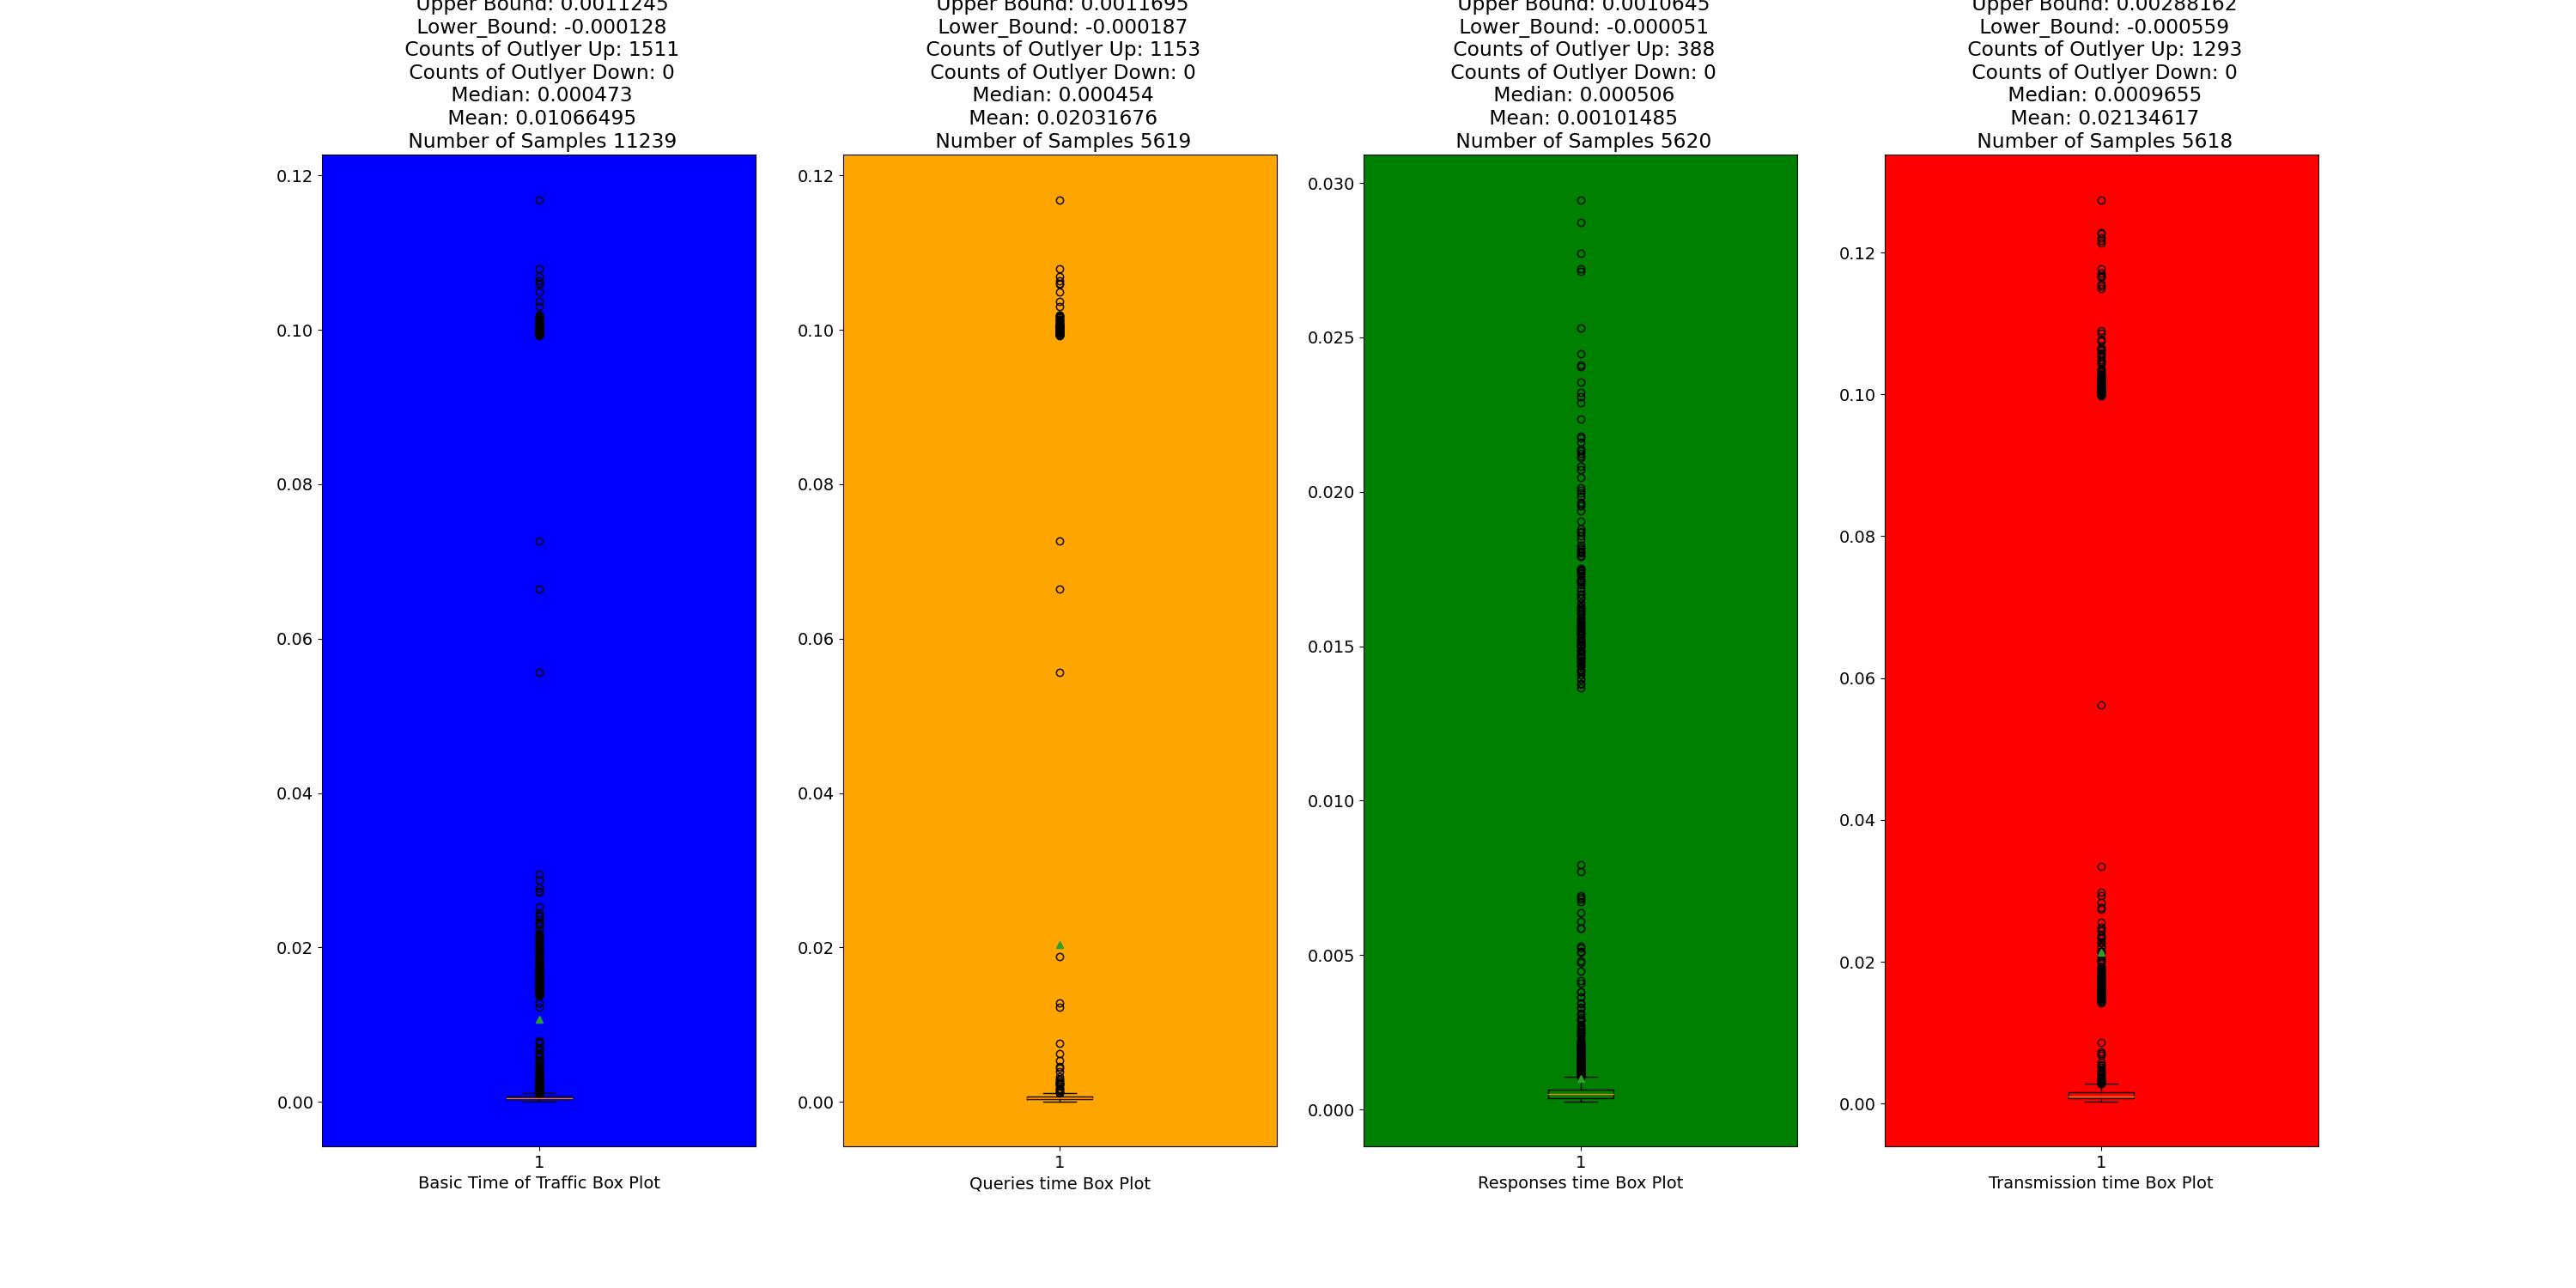 Upper Bound: 0.0011245
Lower_Bound: -0.000128
Counts of Outlyer Up: 1511
Counts of Outlyer Down: 0
Median: 0.000473
Mean: 0.01066495
Number of Samples 11239
0.12
0.10
0.08
0.06
0.04
0.02
0.00
1
Basic Time of Traffic Box Plot
Upper Bound: 0.0011695
Lower_Bound: -0.000187
Counts of Outlyer Up: 1153
Counts of Outlyer Down: 0
Median: 0.000454
Mean: 0.02031676
Number of Samples 5619
0.12
0.10
0.08
0.06
0.04
0.02
0.00
1
Queries time Box Plot
Upper Bound: 0.0010645
Lower_Bound: -0.000051
Counts of Outlyer Up: 388
Counts of Outlyer Down: 0
Median: 0.000506
Mean: 0.00101485
Number of Samples 5620
0.030
0.025
0.020
0.015
0.010
0.005
0.000
1
Responses time Box Plot
Upper Bound: 0.00288162
Lower_Bound: -0.000559
Counts of Outlyer Up: 1293
Counts of Outlyer Down: 0
Median: 0.0009655
Mean: 0.02134617
Number of Samples 5618
0.12
0.10
0.08
0.06
0.04
0.02
0.00
1
Transmission time Box Plot